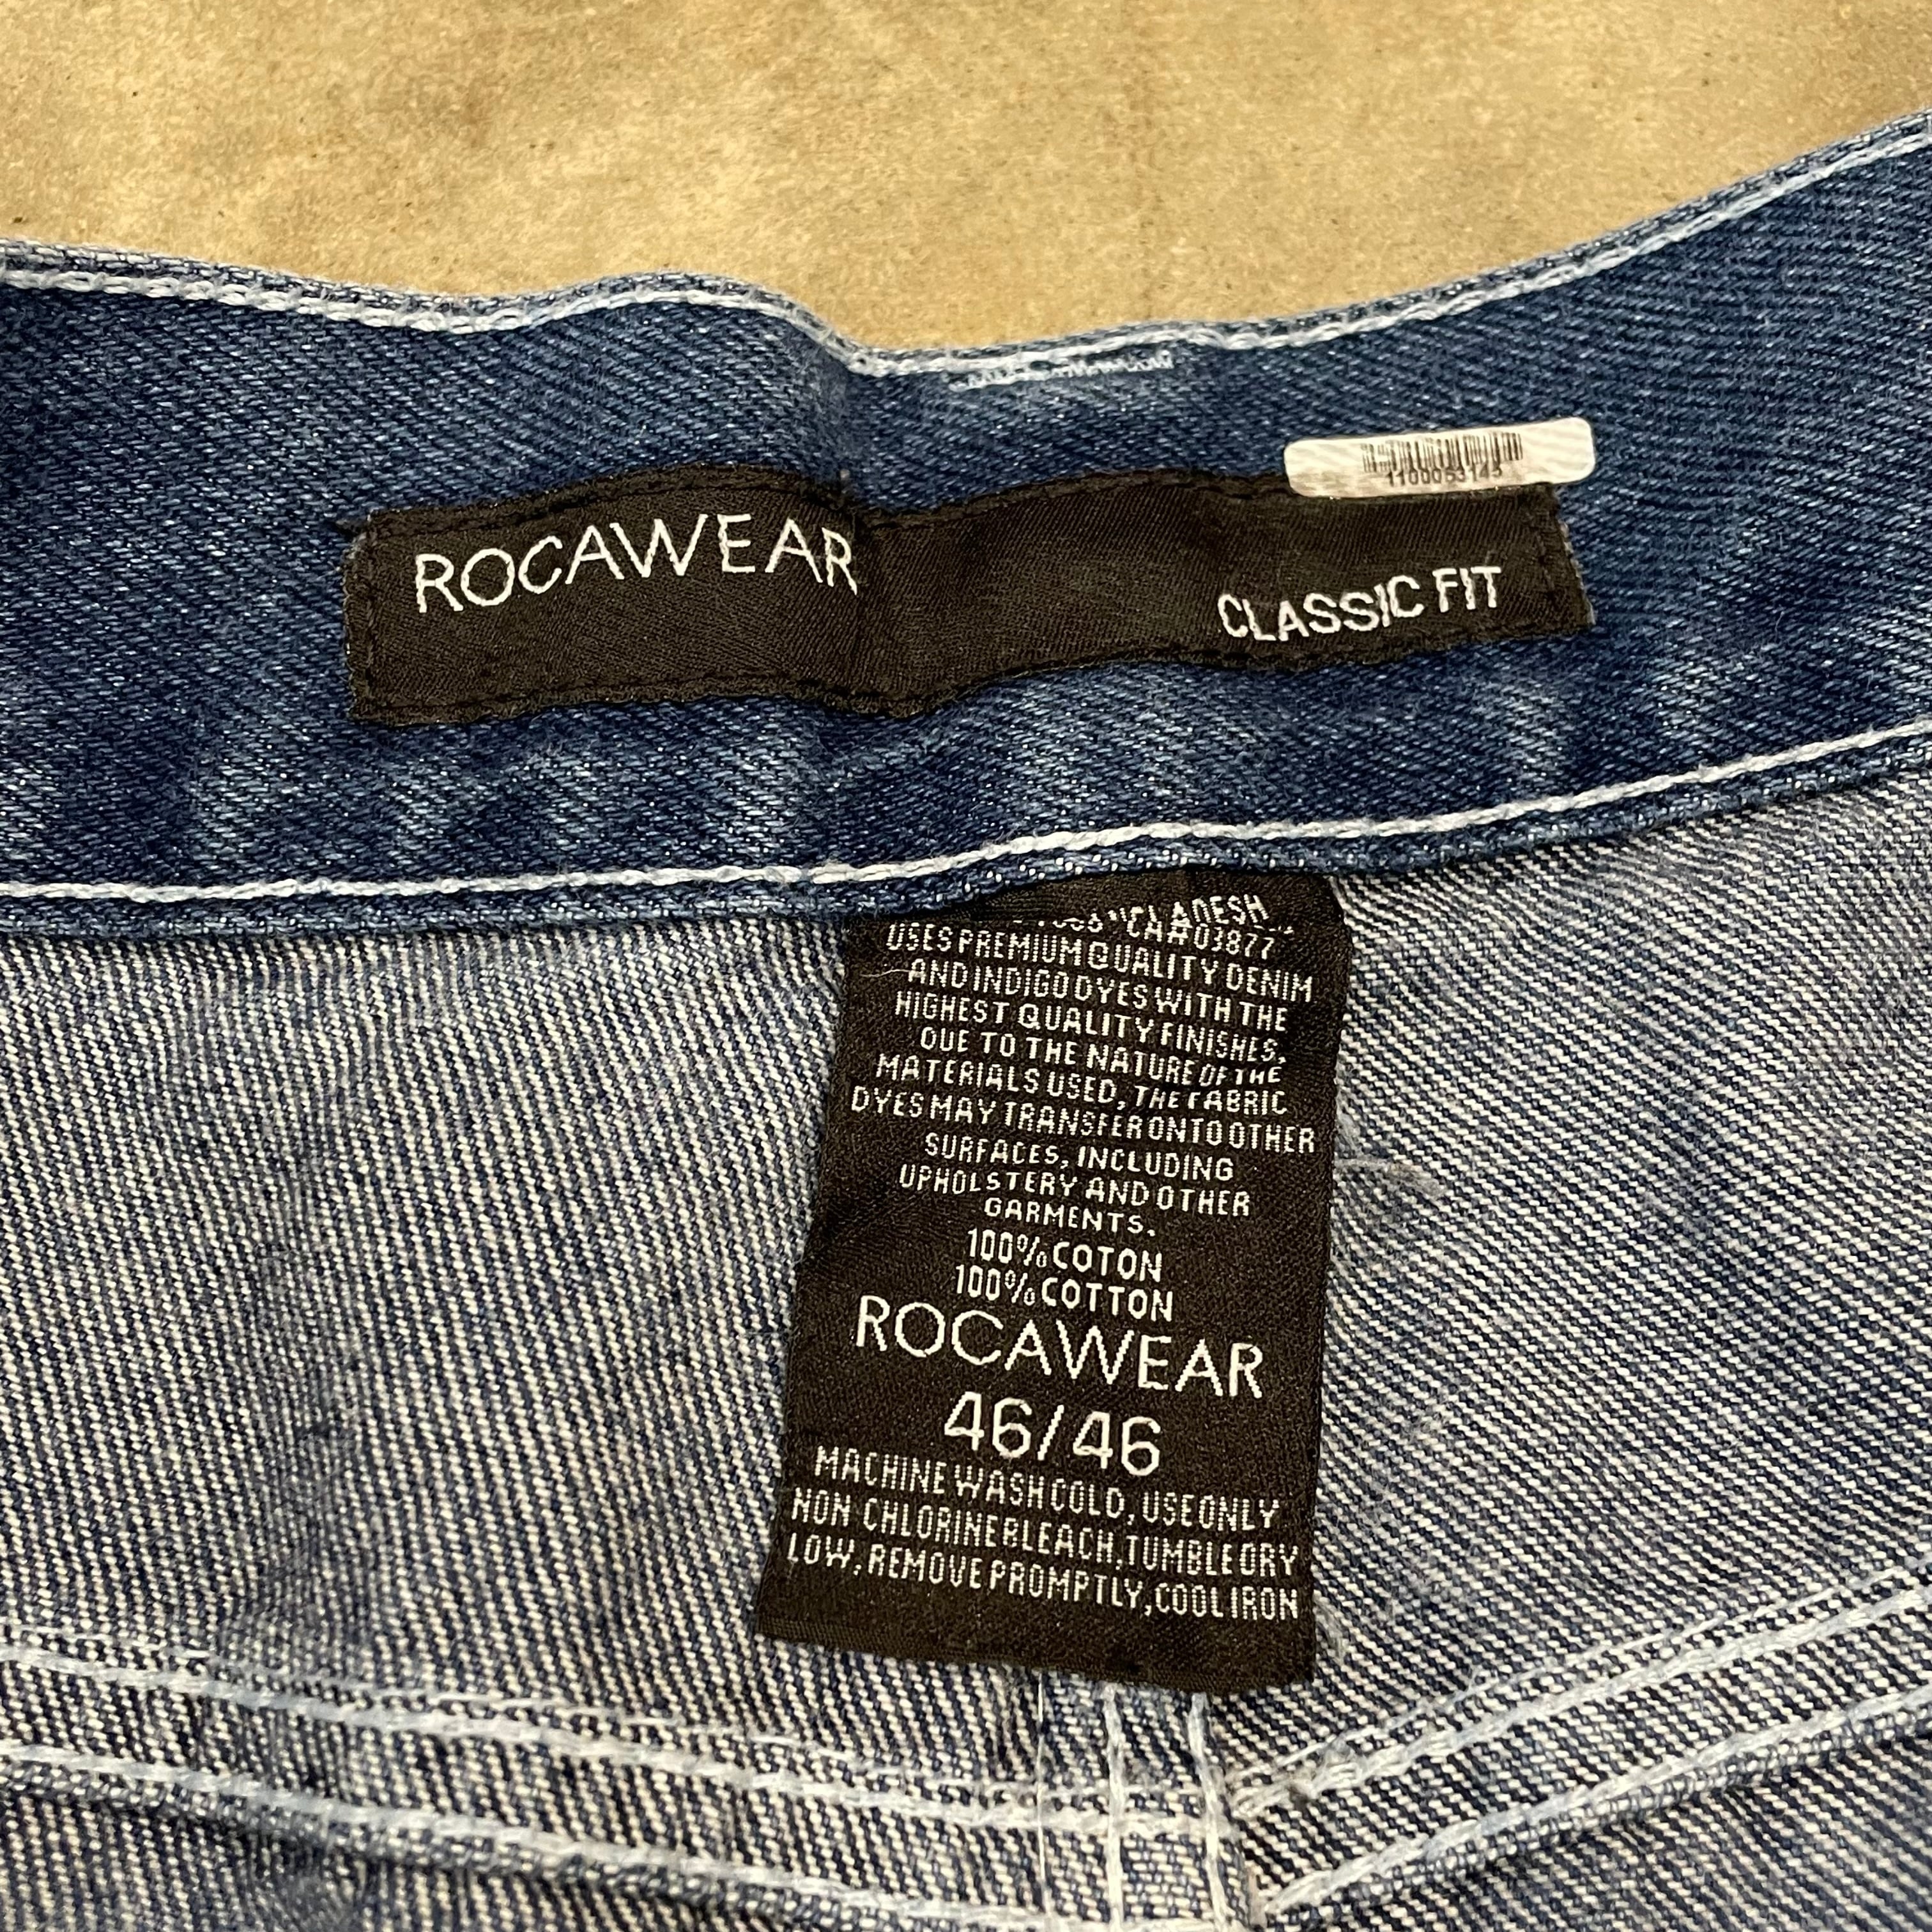 1100053143
ROCAWEAR
CLASSIC FIT
CA# 03877
USES PREMIUM QUALITY DENIM
AND INDIGO DYES WITH THE
HIGHEST QUALITY FINISHES,
DUE TO THE NATURE OF THE
MATERIALS USED, THE FABRIC
DYES MAY TRANSFER ONTO OTHER
SURFACES, INCLUDING
UPHOLSTERY AND OTHER
GARMENTS.
100% COTON
100% COTTON
ROCAWEAR
46/46
MACHINE WASH COLD, USE ONLY
NON CHLORINE BLEACH, TUMBLE DRY
LOW, REMOVE PROMPTLY, COOL IRON